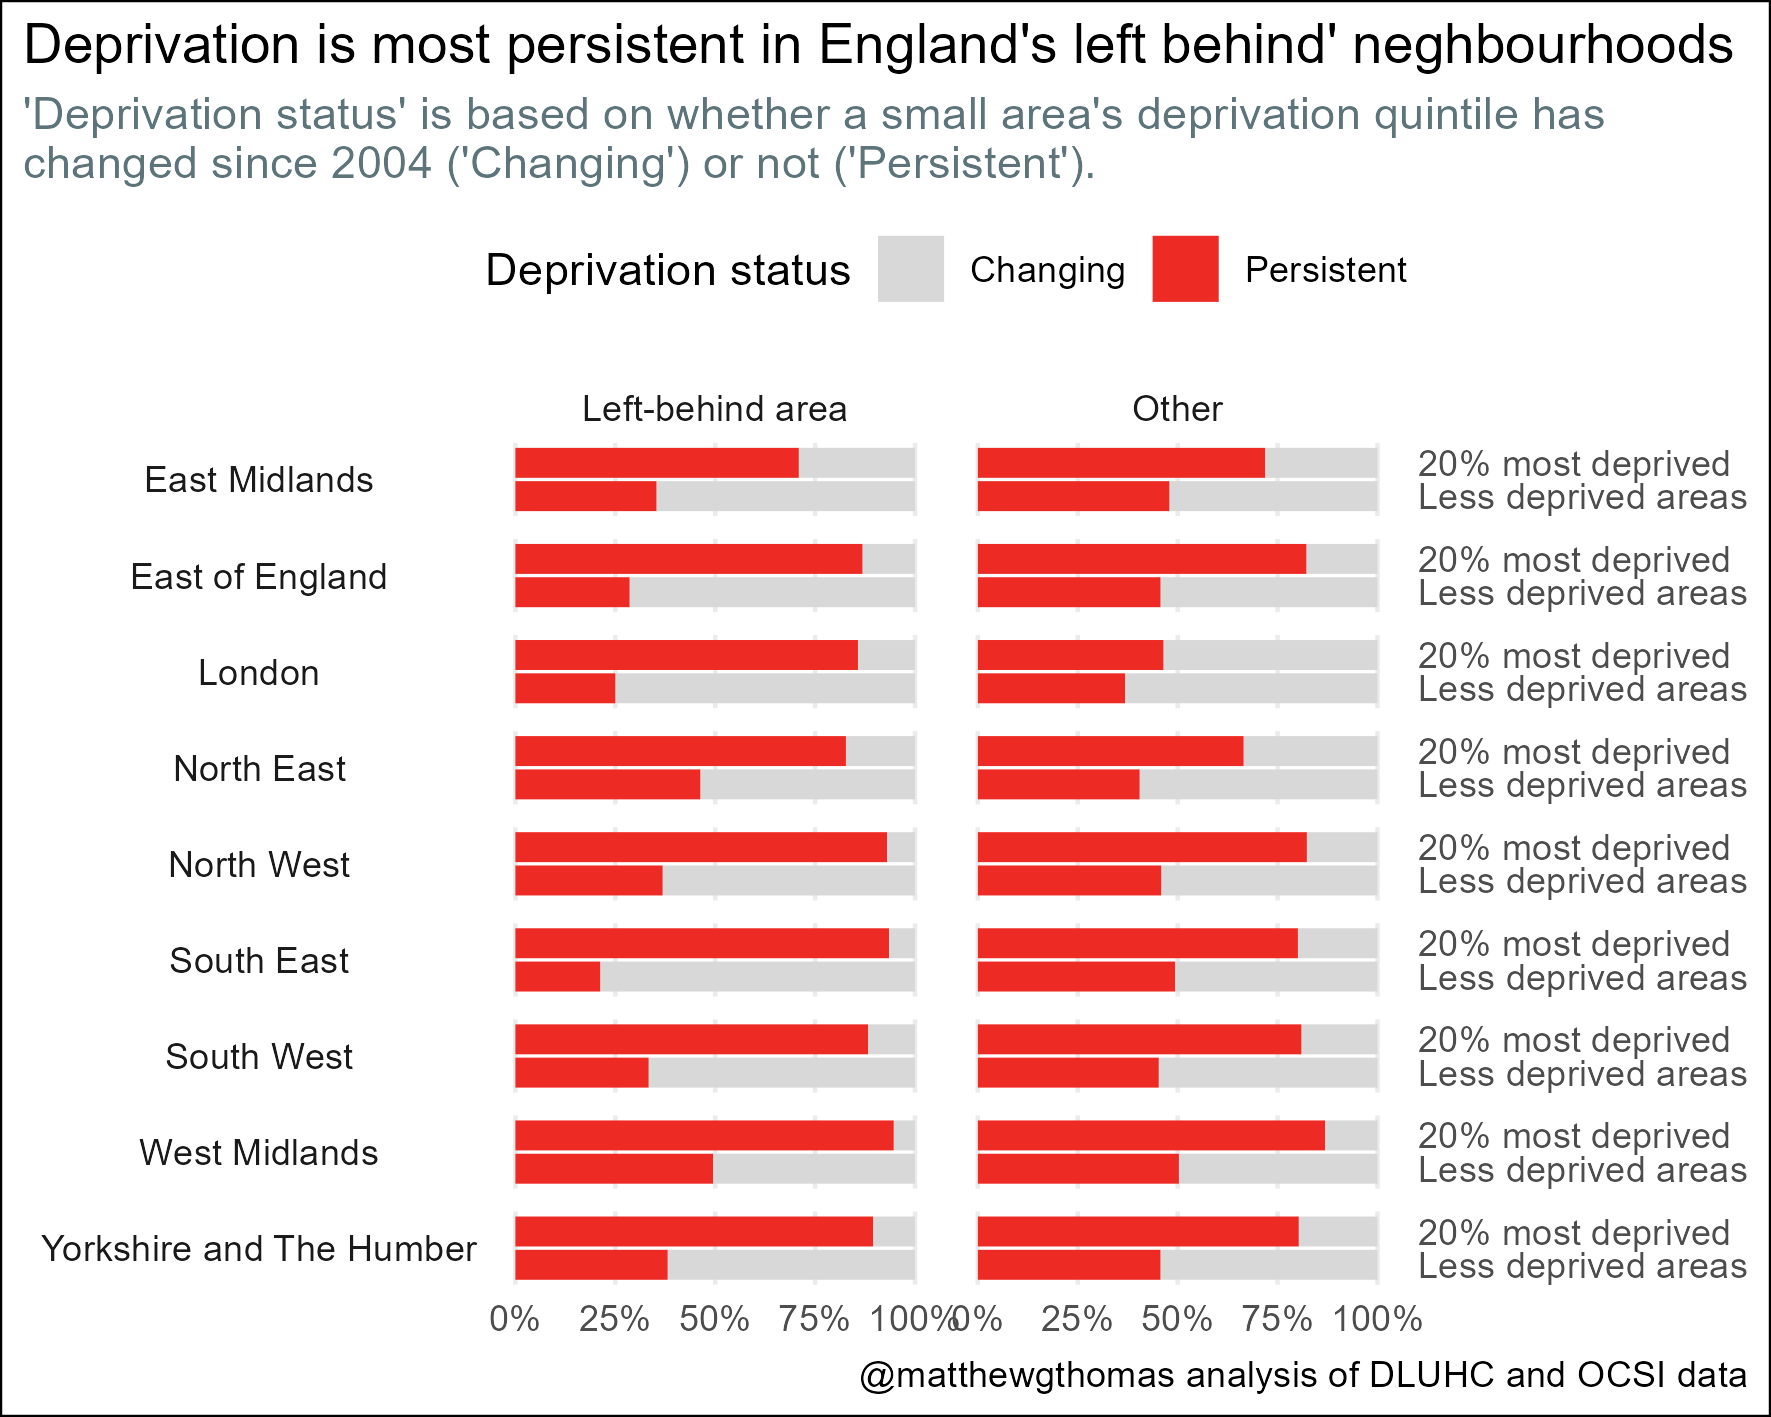 Deprivation is most persistent in England's left behind' neghbourhoods
'Deprivation status' is based on whether a small area's deprivation quintile has
changed since 2004 ('Changing') or not ('Persistent').
Deprivation status Changing Persistent
Left-behind area Other
East Midlands 20% most deprived
Less deprived areas
East of England 20% most deprived
Less deprived areas
London 20% most deprived
Less deprived areas
North East 20% most deprived
Less deprived areas
North West 20% most deprived
Less deprived areas
South East 20% most deprived
Less deprived areas
South West 20% most deprived
Less deprived areas
West Midlands 20% most deprived
Less deprived areas
Yorkshire and The Humber 20% most deprived
Less deprived areas
0% 25% 50% 75% 100% 0% 25% 50% 75% 100%
@matthewgthomas analysis of DLUHC and OCSI data